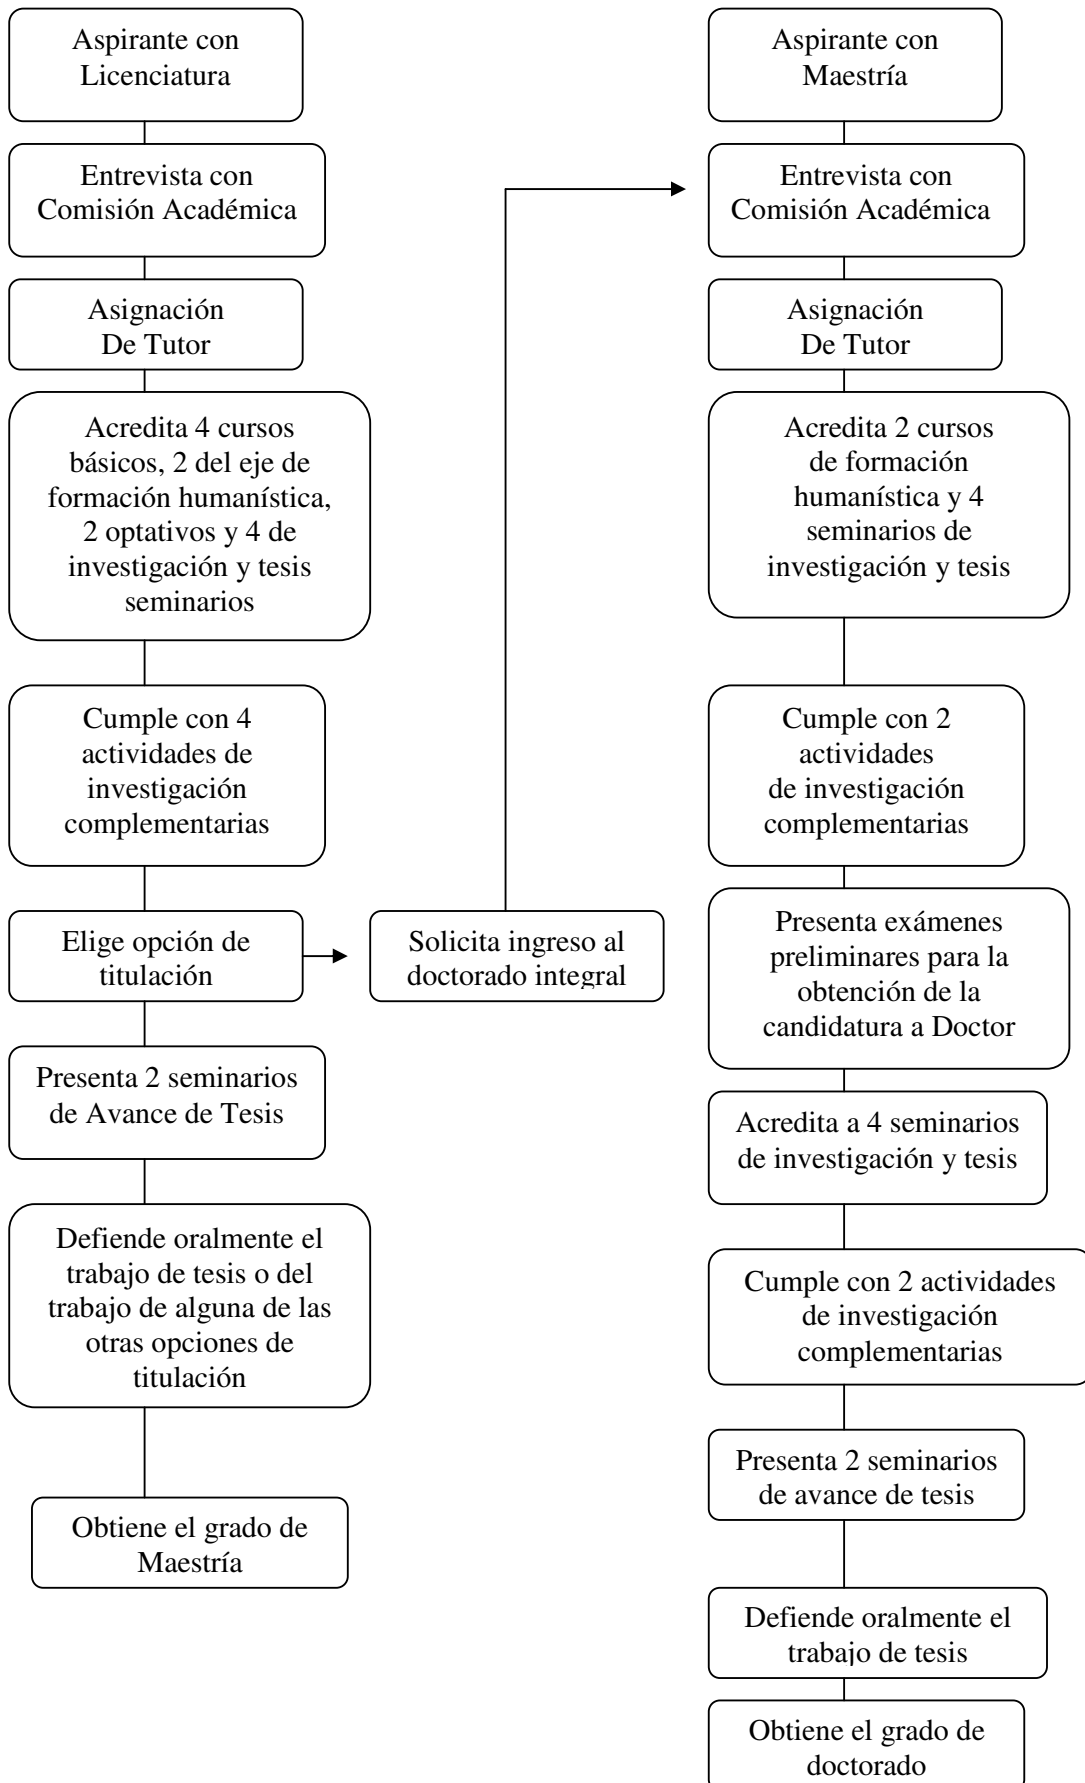 Aspirante con
Licenciatura
Entrevista con
Comisión Académica
Asignación
De Tutor
Acredita 4 cursos
básicos, 2 del eje de
formación humanística,
2 optativos y 4 de
investigación y tesis
seminarios
Cumple con 4
actividades de
investigación
complementarias
Elige opción de
titulación
Presenta 2 seminarios
de Avance de Tesis
Defiende oralmente el
trabajo de tesis o del
trabajo de alguna de las
otras opciones de
titulación
Obtiene el grado de
Maestría
Solicita ingreso al
doctorado integral
Aspirante con
Maestría
Entrevista con
Comisión Académica
Asignación
De Tutor
Acredita 2 cursos
de formación
humanística y 4
seminarios de
investigación y tesis
Cumple con 2
actividades
de investigación
complementarias
Presenta exámenes
preliminares para la
obtención de la
candidatura a Doctor
Acredita a 4 seminarios
de investigación y tesis
Cumple con 2 actividades
de investigación
complementarias
Presenta 2 seminarios
de avance de tesis
Defiende oralmente el
trabajo de tesis
Obtiene el grado de
doctorado